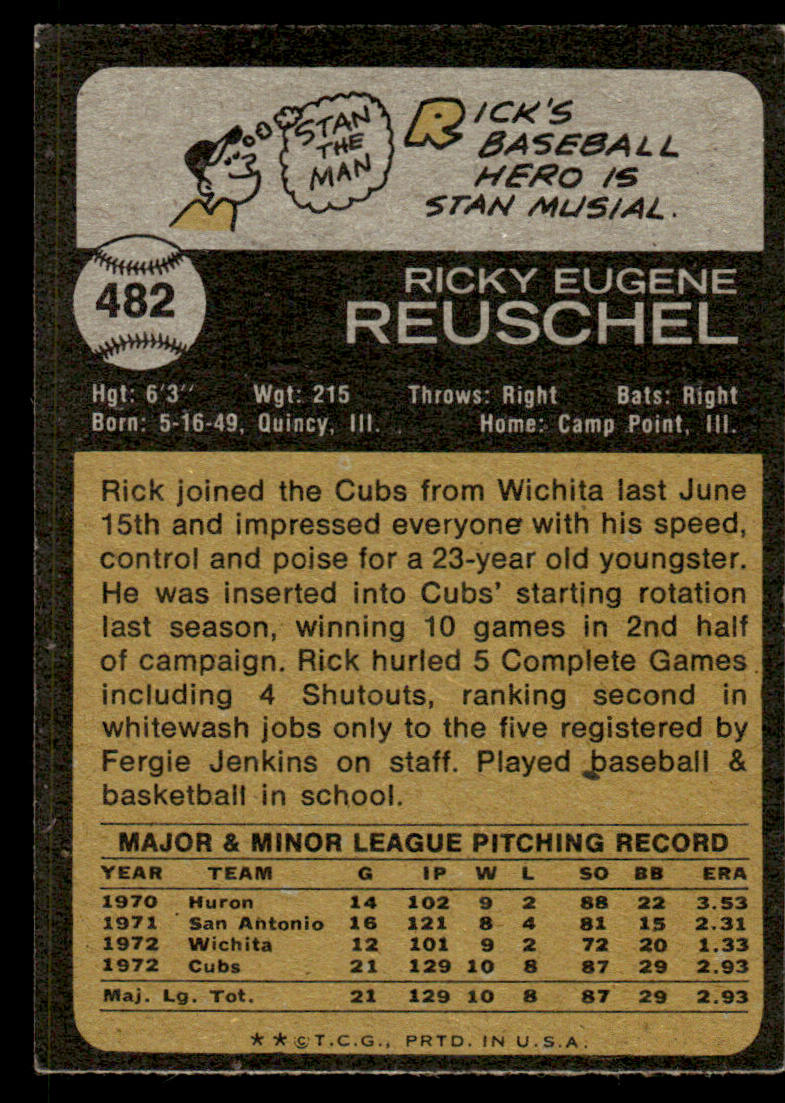 STAN
THE
MAN
RICK'S
BASEBALL
HERO IS
STAN MUSIAL.
482
RICKY EUGENE
REUSCHEL
Hgt: 6'3'' Wgt: 215 Throws: Right Bats: Right
Born: 5-16-49, Quincy, Ill. Home: Camp Point, Ill.
Rick joined the Cubs from Wichita last June
15th and impressed everyone with his speed,
control and poise for a 23-year old youngster.
He was inserted into Cubs' starting rotation
last season, winning 10 games in 2nd half
of campaign. Rick hurled 5 Complete Games
including 4 Shutouts, ranking second in
whitewash jobs only to the five registered by
Fergie Jenkins on staff. Played baseball &
basketball in school.
MAJOR & MINOR LEAGUE PITCHING RECORD
YEAR TEAM G IP W L SO BB ERA
1970 Huron 14 102 9 2 88 22 3.53
1971 San Antonio 16 121 8 4 81 15 2.31
1972 Wichita 12 101 9 2 72 20 1.33
1972 Cubs 21 129 10 8 87 29 2.93
Maj. Lg. Tot. 21 129 10 8 87 29 2.93
**©T.C.G., PRTD. IN U.S.A.